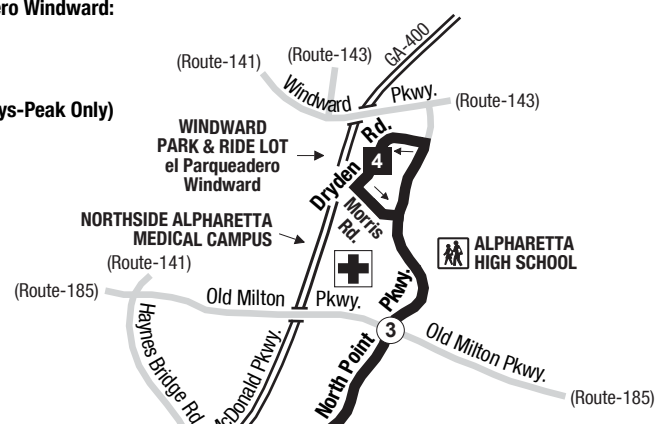 ero Windward:
ys-Peak Only)
(Route-141)
(Route-143)
GA-400
Windward Pkwy.
(Route-143)
WINDWARD
PARK & RIDE LOT
el Parqueadero
Windward
Dryden Rd.
4
Morris
Rd.
NORTHSIDE ALPHARETTA
MEDICAL CAMPUS
ALPHARETTA
HIGH SCHOOL
(Route-141)
(Route-185)
Old Milton Pkwy.
3
Old Milton Pkwy.
(Route-185)
Haynes Bridge Rd
McDonald Pkwy.
North Point Pkwy.